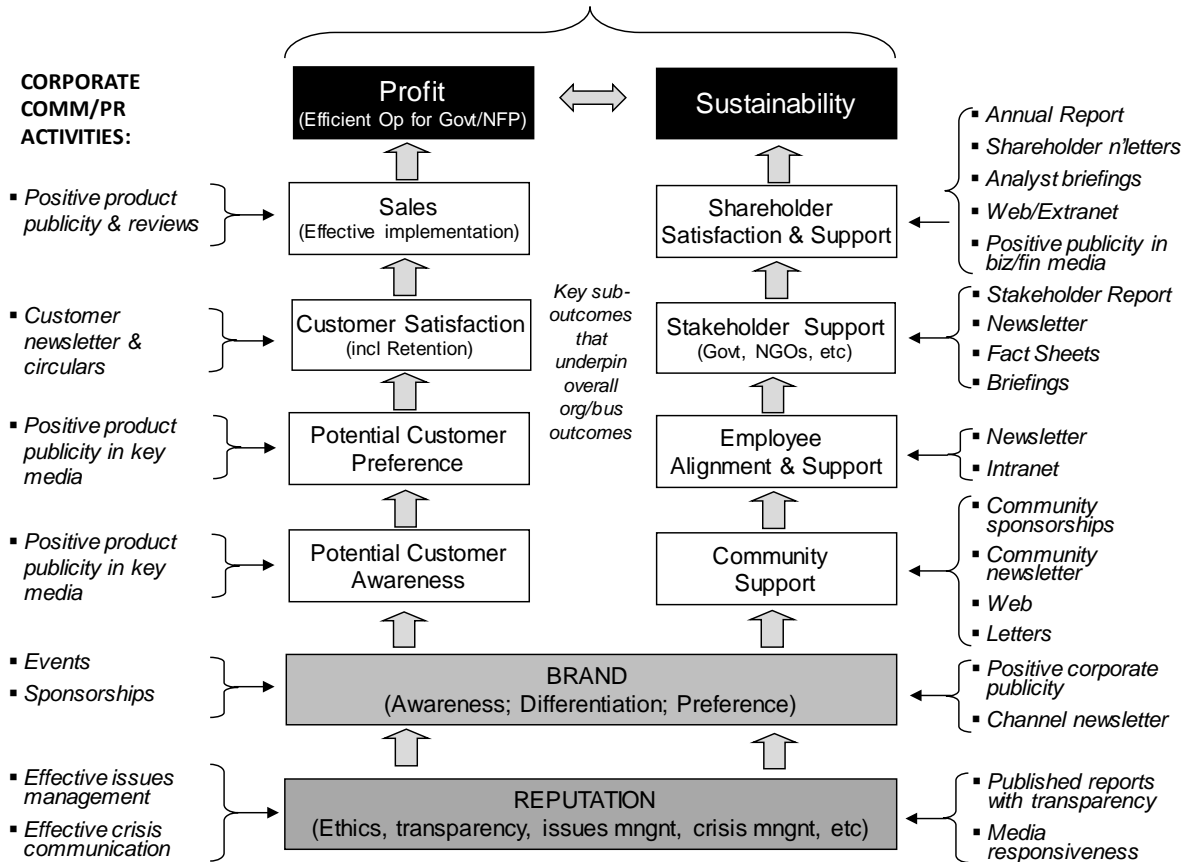 CORPORATE
COMM/PR
ACTIVITIES:
▪ Positive product
publicity & reviews
▪ Customer
newsletter &
circulars
▪ Positive product
publicity in key
media
▪ Positive product
publicity in key
media
▪ Events
▪ Sponsorships
▪ Effective issues
management
▪ Effective crisis
communication
Profit
(Efficient Op for Govt/NFP)
Sales
(Effective implementation)
Customer Satisfaction
(incl Retention)
Potential Customer
Preference
Potential Customer
Awareness
Key sub-
outcomes
that
underpin
overall
org/bus
outcomes
Sustainability
Shareholder
Satisfaction & Support
Stakeholder Support
(Govt, NGOs, etc)
Employee
Alignment & Support
Community
Support
BRAND
(Awareness; Differentiation; Preference)
REPUTATION
(Ethics, transparency, issues mngnt, crisis mngnt, etc)
▪ Annual Report
▪ Shareholder n'letters
▪ Analyst briefings
▪ Web/Extranet
▪ Positive publicity in
biz/fin media
▪ Stakeholder Report
▪ Newsletter
▪ Fact Sheets
▪ Briefings
▪ Newsletter
▪ Intranet
▪ Community
sponsorships
▪ Community
newsletter
▪ Web
▪ Letters
▪ Positive corporate
publicity
▪ Channel newsletter
▪ Published reports
with transparency
▪ Media
responsiveness